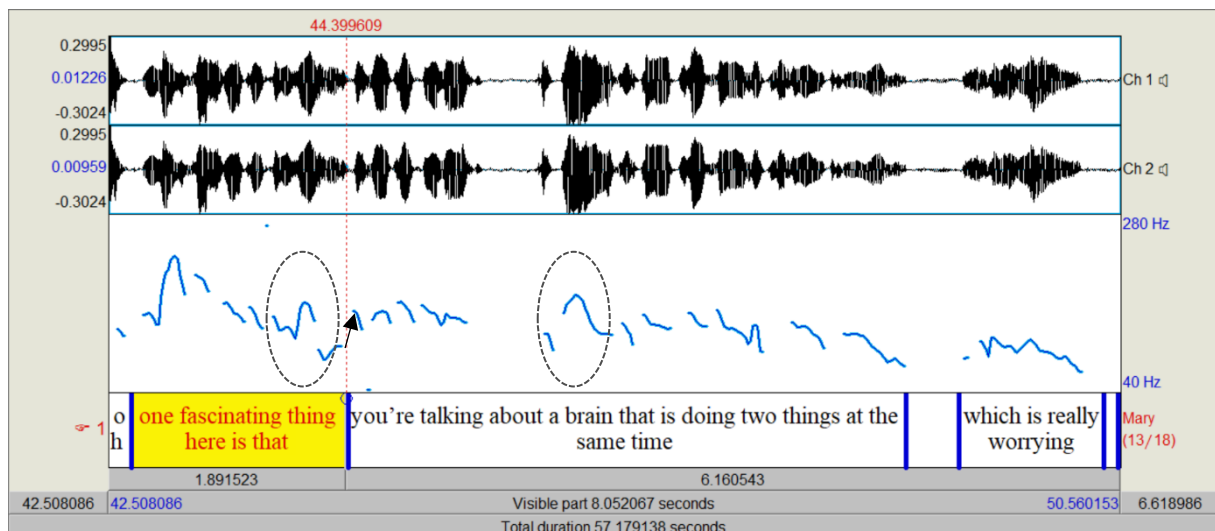 44.399609
0.2995
0.01226
-0.3024
Ch 1
0.2995
0.00959
-0.3024
Ch 2
280 Hz
40 Hz
1
o
h
one fascinating thing
here is that
you're talking about a brain that is doing two things at the
same time
which is really
worrying
Mary
(13/18)
1.891523
6.160543
42.508086
42.508086
Visible part 8.052067 seconds
50.560153
6.618986
Total duration 57.179138 seconds